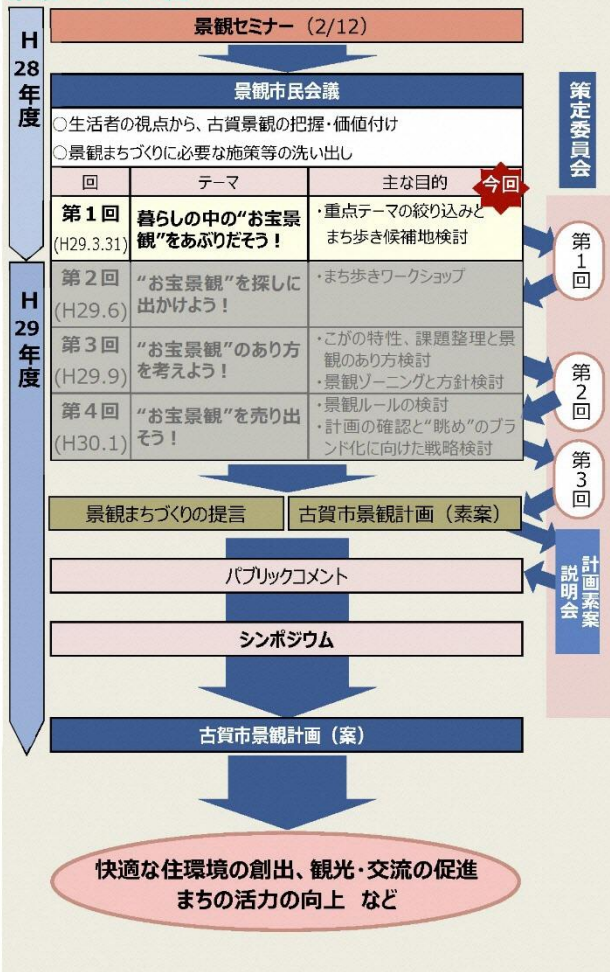 H
28
年
度
H
29
年
度
景観セミナー（2/12）
景観市民会議
○生活者の視点から、古賀景観の把握・価値付け
○景観まちづくりに必要な施策等の洗い出し
回 テーマ 主な目的
今回
第１回
(H29.3.31)
暮らしの中の“お宝景
観”をあぶりだそう！
・重点テーマの絞り込みと
まち歩き候補地検討
第２回
(H29.6)
“お宝景観”を探しに
出かけよう！
・まち歩きワークショップ
第３回
(H29.9)
“お宝景観”のあり方
を考えよう！
・こがの特性、課題整理と景
観のあり方検討
・景観ゾーニングと方針検討
第４回
(H30.1)
“お宝景観”を売り出
そう！
・景観ルールの検討
・計画の確認と“眺め”のブラ
ンド化に向けた戦略検討
策定委員会
第1回
第2回
第3回
景観まちづくりの提言
古賀市景観計画（素案）
計画素案
説明会
パブリックコメント
シンポジウム
古賀市景観計画（案）
快適な住環境の創出、観光・交流の促進
まちの活力の向上 など